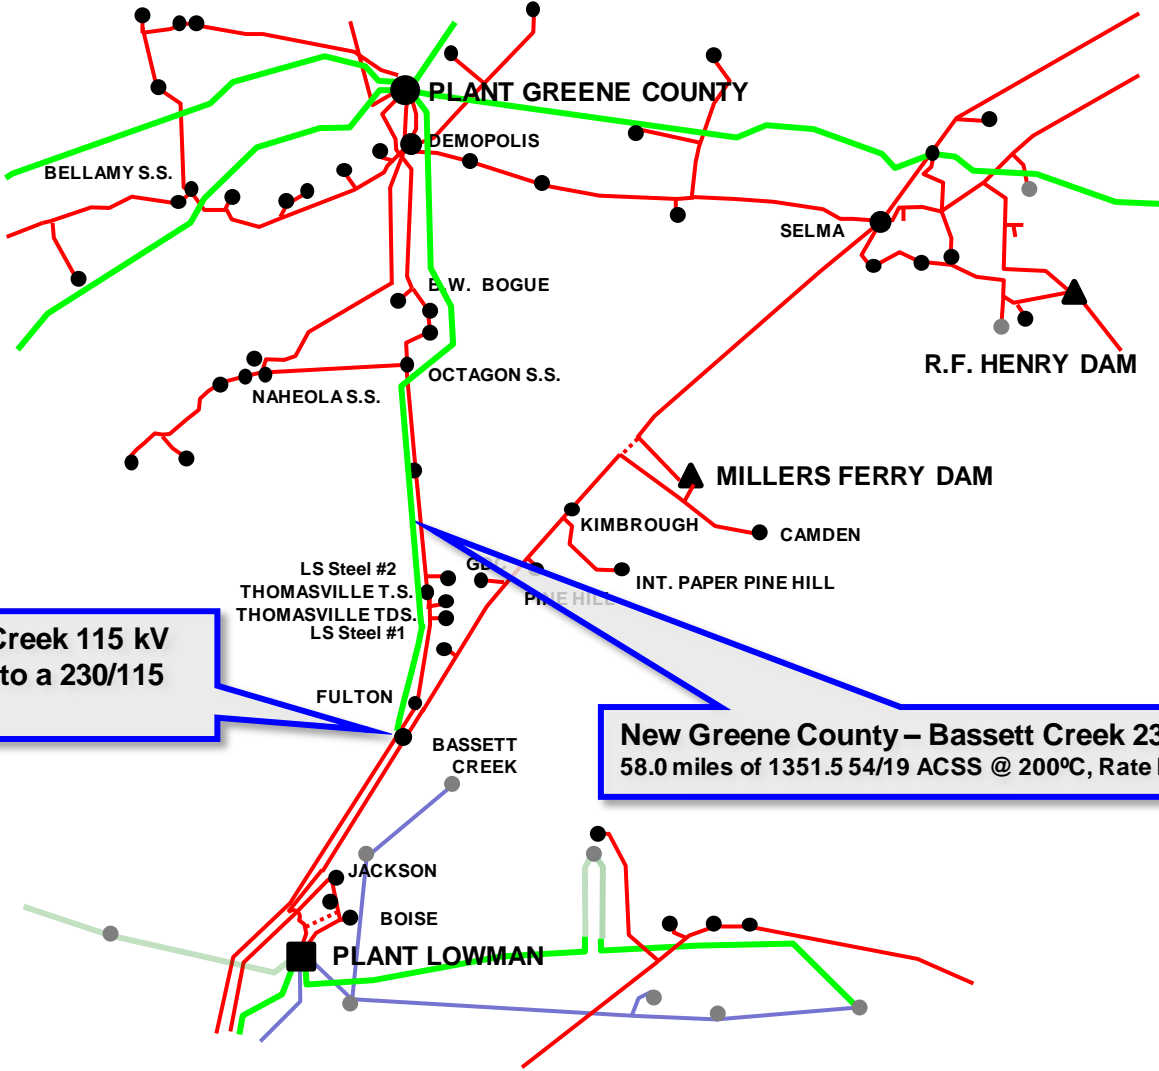 PLANT GREENE COUNTY
DEMOPOLIS
BELLAMY S.S.
SELMA
B.W. BOGUE
R.F. HENRY DAM
OCTAGON S.S.
NAHEOLA S.S.
MILLERS FERRY DAM
KIMBROUGH
CAMDEN
LS Steel #2
INT. PAPER PINE HILL
THOMASVILLE T.S.
PINE HILL
THOMASVILLE TDS.
LS Steel #1
Creek 115 kV
to a 230/115
FULTON
New Greene County – Bassett Creek 23
58.0 miles of 1351.5 54/19 ACSS @ 200ºC, Rate
BASSETT
CREEK
JACKSON
BOISE
PLANT LOWMAN